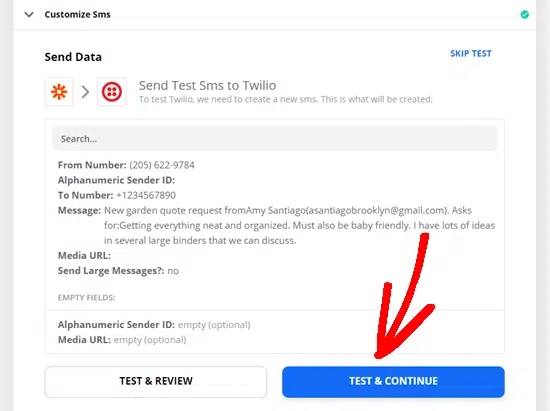 Customize Sms
Send Data
SKIP TEST
Send Test Sms to Twilio
To test Twilio, we need to create a new sms. This is what will be created:
Search...
From Number: (205) 622-9784
Alphanumeric Sender ID:
To Number: +1234567890
Message: New garden quote request fromAmy Santiago(asantiagobrooklyn@gmail.com). Asks
for:Getting everything neat and organized. Must also be baby friendly. I have lots of ideas
in several large binders that we can discuss.
Media URL:
Send Large Messages?: no
EMPTY FIELDS:
Alphanumeric Sender ID: empty (optional)
Media URL: empty (optional)
TEST & REVIEW
TEST & CONTINUE